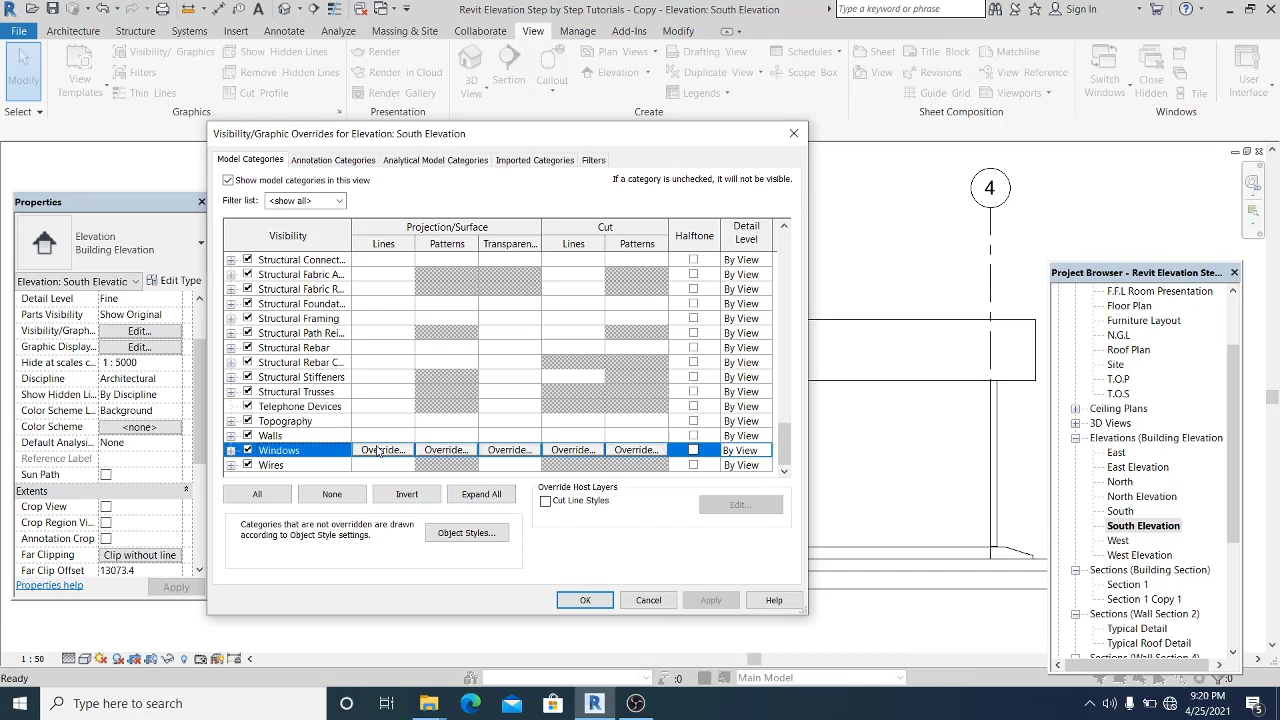 Revit Elevation Step by Step Tutorials - Copy - Elevation: South Elevation
Type a keyword or phrase
Sign In
File
Architecture
Structure
Systems
Insert
Annotate
Analyze
Massing & Site
Collaborate
View
Manage
Add-Ins
Modify
Modify
View
Templates
Visibility/ Graphics
Filters
Thin Lines
Show Hidden Lines
Remove Hidden Lines
Cut Profile
Render
Render in Cloud
Render Gallery
3D
View
Section
Callout
Plan Views
Elevation
Drafting View
Duplicate View
Legends
Schedules
Scope Box
Sheet
View
Title Block
Revisions
Guide Grid
Matchline
View Reference
Viewports
Switch
Windows
Close
Hidden
Tile
User
Interface
Select
Graphics
Presentation
Create
Sheet Composition
Windows
Visibility/Graphic Overrides for Elevation: South Elevation
Model Categories
Annotation Categories
Analytical Model Categories
Imported Categories
Filters
Show model categories in this view
If a category is unchecked, it will not be visible.
Filter list:
<show all>
Visibility
Projection/Surface
Cut
Halftone
Detail
Level
Lines
Patterns
Transparen...
Lines
Patterns
Structural Connect... By View
Structural Fabric A... By View
Structural Fabric R... By View
Structural Foundat... By View
Structural Framing By View
Structural Path Rei... By View
Structural Rebar By View
Structural Rebar C... By View
Structural Stiffeners By View
Structural Trusses By View
Telephone Devices By View
Topography By View
Walls By View
Windows Override... Override... Override... Override... Override... By View
Wires By View
All
None
Invert
Expand All
Override Host Layers
Cut Line Styles
Edit...
Categories that are not overridden are drawn
according to Object Style settings.
Object Styles...
OK
Cancel
Apply
Help
Properties
Elevation
Building Elevation
Elevation: South Elevatic
Edit Type
Detail Level Fine
Parts Visibility Show Original
Visibility/Graph... Edit...
Graphic Display... Edit...
Hide at scales c... 1 : 5000
Discipline Architectural
Show Hidden L... By Discipline
Color Scheme L... Background
Color Scheme <none>
Default Analysi... None
Reference Label
Sun Path
Extents
Crop View
Crop Region Vi...
Annotation Crop
Far Clipping Clip without line
Far Clip Offset 13073.4
Properties help
Apply
4
Project Browser - Revit Elevation Ste...
F.F.L Room Presentation
Floor Plan
Furniture Layout
N.G.L
Roof Plan
Site
T.O.P
T.O.S
Ceiling Plans
3D Views
Elevations (Building Elevation
East
East Elevation
North
North Elevation
South
South Elevation
West
West Elevation
Sections (Building Section)
Section 1
Section 1 Copy 1
Sections (Wall Section 2)
Typical Detail
Typical Roof Detail
1 : 50
Ready
:0
Main Model
:0
Type here to search
9:20 PM
4/25/2021